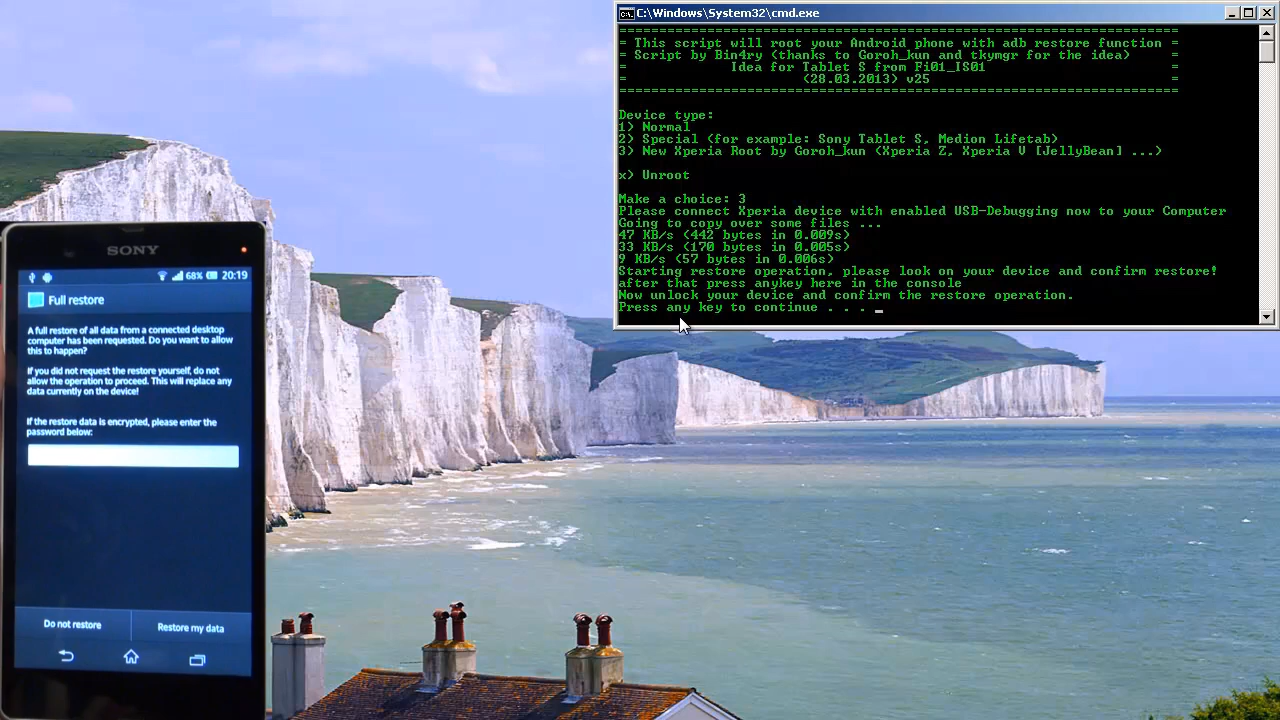 C:\Windows\System32\cmd.exe
===============================================================
= This script will root your Android phone with adb restore function =
= Script by Bin4ry (thanks to Goroh_kun and tkymgr for the idea) =
= Idea for Tablet S from Fi01_IS01 =
= (28.03.2013) v25 =
===============================================================
Device type:
1) Normal
2) Special (for example: Sony Tablet S, Medion Lifetab)
3) New Xperia Root by Goroh_kun (Xperia Z, Xperia V [JellyBean] ...)
x) Unroot
Make a choice: 3
Please connect Xperia device with enabled USB-Debugging now to your Computer
Going to copy over some files ...
47 KB/s (442 bytes in 0.009s)
33 KB/s (170 bytes in 0.005s)
9 KB/s (57 bytes in 0.006s)
Starting restore operation, please look on your device and confirm restore!
after that press anykey here in the console
Now unlock your device and confirm the restore operation.
Press any key to continue . . . _
SONY
68% 20:19
Full restore
A full restore of all data from a connected desktop
computer has been requested. Do you want to allow
this to happen?
If you did not request the restore yourself, do not
allow the operation to proceed. This will replace any
data currently on the device!
If the restore data is encrypted, please enter the
password below:
Do not restore
Restore my data